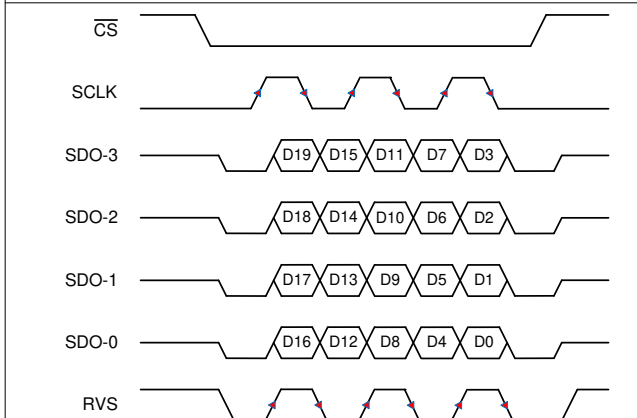 CS
SCLK
SDO-3 D19 D15 D11 D7 D3
SDO-2 D18 D14 D10 D6 D2
SDO-1 D17 D13 D9 D5 D1
SDO-0 D16 D12 D8 D4 D0
RVS